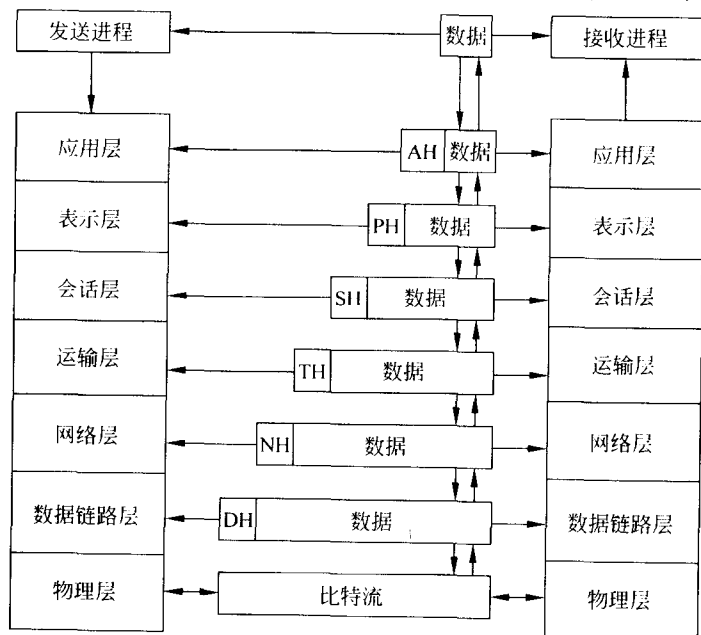 发送进程 数据 接收进程
应用层 AH 数据 应用层
表示层 PH 数据 表示层
会话层 SH 数据 会话层
运输层 TH 数据 运输层
网络层 NH 数据 网络层
数据链路层 DH 数据 数据链路层
物理层 比特流 物理层